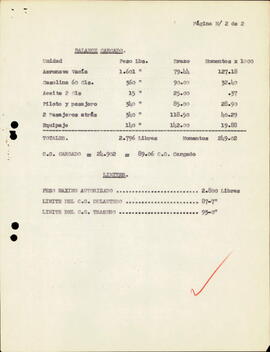 Página N/ 2 de 2
BALANCE CARGADO.
Unidad Peso Lbs. Brazo Momentos x 1000
Aeronave Vacía 1.601 " 79.44 127.18
Gasolina 60 Gls. 360 " 90.00 32.40
Aceite 2 Gls 15 " 25.00 .37
Piloto y pasajero 340 " 85.00 28.90
2 Pasajeros atrás 340 " 118.50 40.29
Equipaje 140 " 142.00 19.88
TOTALES. 2.796 Libras Momentos 249.02
C.G. CARGADO = 24.902 = 89.06 C.G. Cargado
LIMITES.
PESO MAXIMO AUTORIZADO 2.800 Libras
LIMITE DEL C.G. DELANTERO
LIMITE DEL C.G. TRASERO